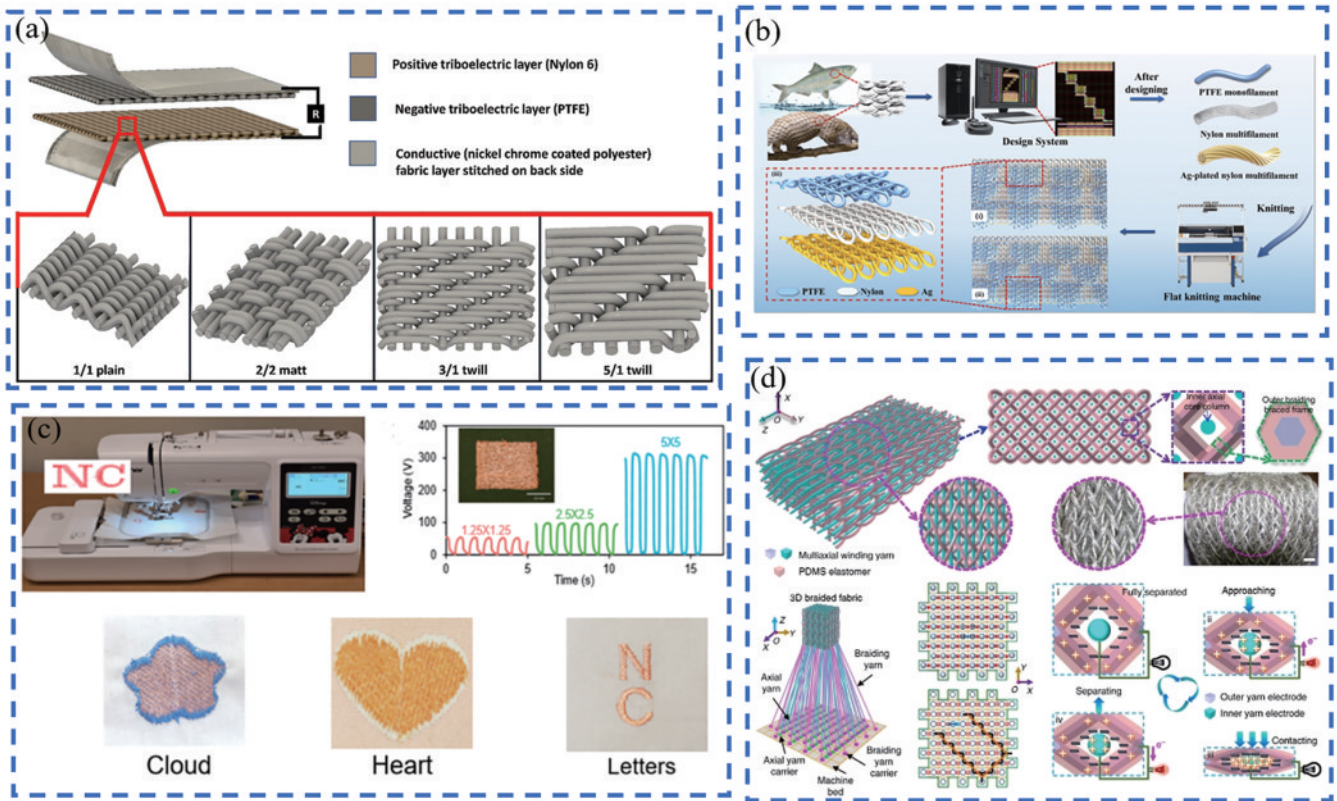 (a)
Positive triboelectric layer (Nylon 6)
Negative triboelectric layer (PTFE)
Conductive (nickel chrome coated polyester)
fabric layer stitched on back side
R
1/1 plain
2/2 matt
3/1 twill
5/1 twill
(b)
Design System
After
designing
PTFE monofilament
Nylon multifilament
Ag-plated nylon multifilament
Knitting
Flat knitting machine
(i)
(ii)
(iii)
PTFE
Nylon
Ag
(c)
NC
Voltage (V)
400
300
200
100
0
1.25X1.25
2.5X2.5
5X5
0
5
10
15
Time (s)
Cloud
Heart
N
C
Letters
(d)
X
O
Y
Z
Inner axial
core column
Outer braiding
braced frame
Multiaxial winding yarn
PDMS elastomer
3D braided fabric
Z
Y
X
O
Axial
yarn
Braiding
yarn
Axial yarn
carrier
Machine
bed
Braiding yarn
carrier
Y
O
X
i
Fully separated
Approaching
ii
e⁻
Separating
Outer yarn electrode
Inner yarn electrode
iv
e⁻
Contacting
iii